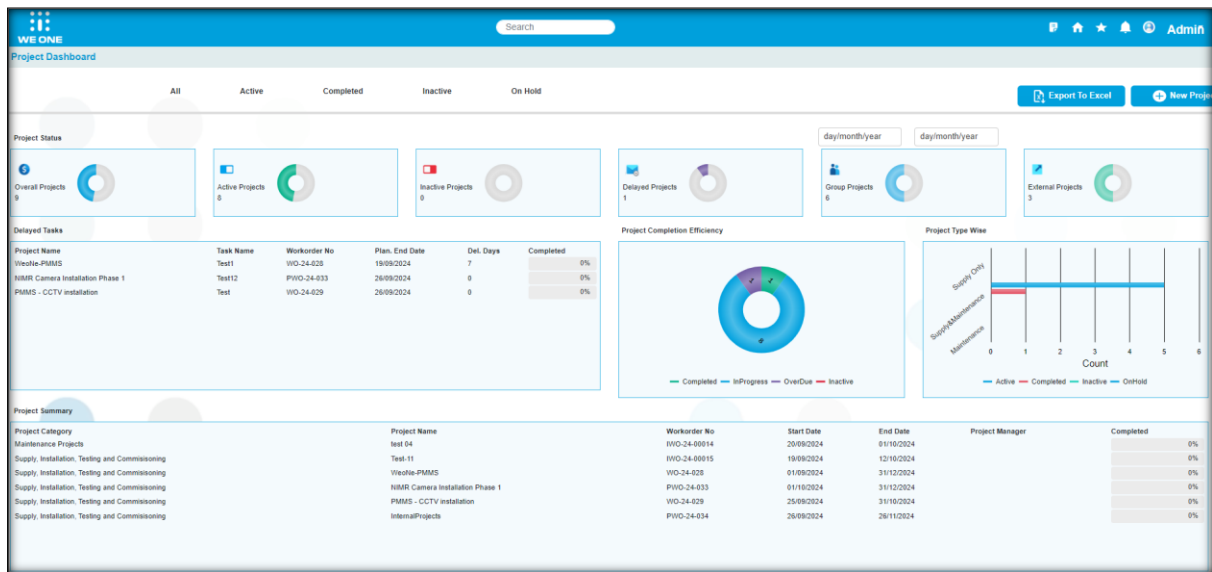 WE ONE
Search
Admin
Project Dashboard
All Active Completed Inactive On Hold
Export To Excel
New Proje
Project Status
day/month/year day/month/year
Overall Projects
9
Active Projects
8
Inactive Projects
0
Delayed Projects
1
Group Projects
6
External Projects
3
Delayed Tasks
Project Name Task Name Workorder No Plan. End Date Del. Days Completed
WeoNe-PMMS Test1 WO-24-028 19/09/2024 7 0%
NIMR Camera Installation Phase 1 Test12 PWO-24-033 26/09/2024 0 0%
PMMS - CCTV installation Test WO-24-029 26/09/2024 0 0%
Project Completion Efficiency
Completed InProgress OverDue Inactive
Project Type Wise
Supply Only
Supply&Maintenance
Maintenance
0 1 2 3 4 5 6
Count
Active Completed Inactive OnHold
Project Summary
Project Category Project Name Workorder No Start Date End Date Project Manager Completed
Maintenance Projects test 04 IWO-24-00014 20/09/2024 01/10/2024 0%
Supply, Installation, Testing and Commisisoning Test-11 IWO-24-00015 19/09/2024 12/10/2024 0%
Supply, Installation, Testing and Commisisoning WeoNe-PMMS WO-24-028 01/09/2024 31/12/2024 0%
Supply, Installation, Testing and Commisisoning NIMR Camera Installation Phase 1 PWO-24-033 01/10/2024 31/12/2024 0%
Supply, Installation, Testing and Commisisoning PMMS - CCTV installation WO-24-029 25/09/2024 31/10/2024 0%
Supply, Installation, Testing and Commisisoning InternalProjects PWO-24-034 26/09/2024 26/11/2024 0%